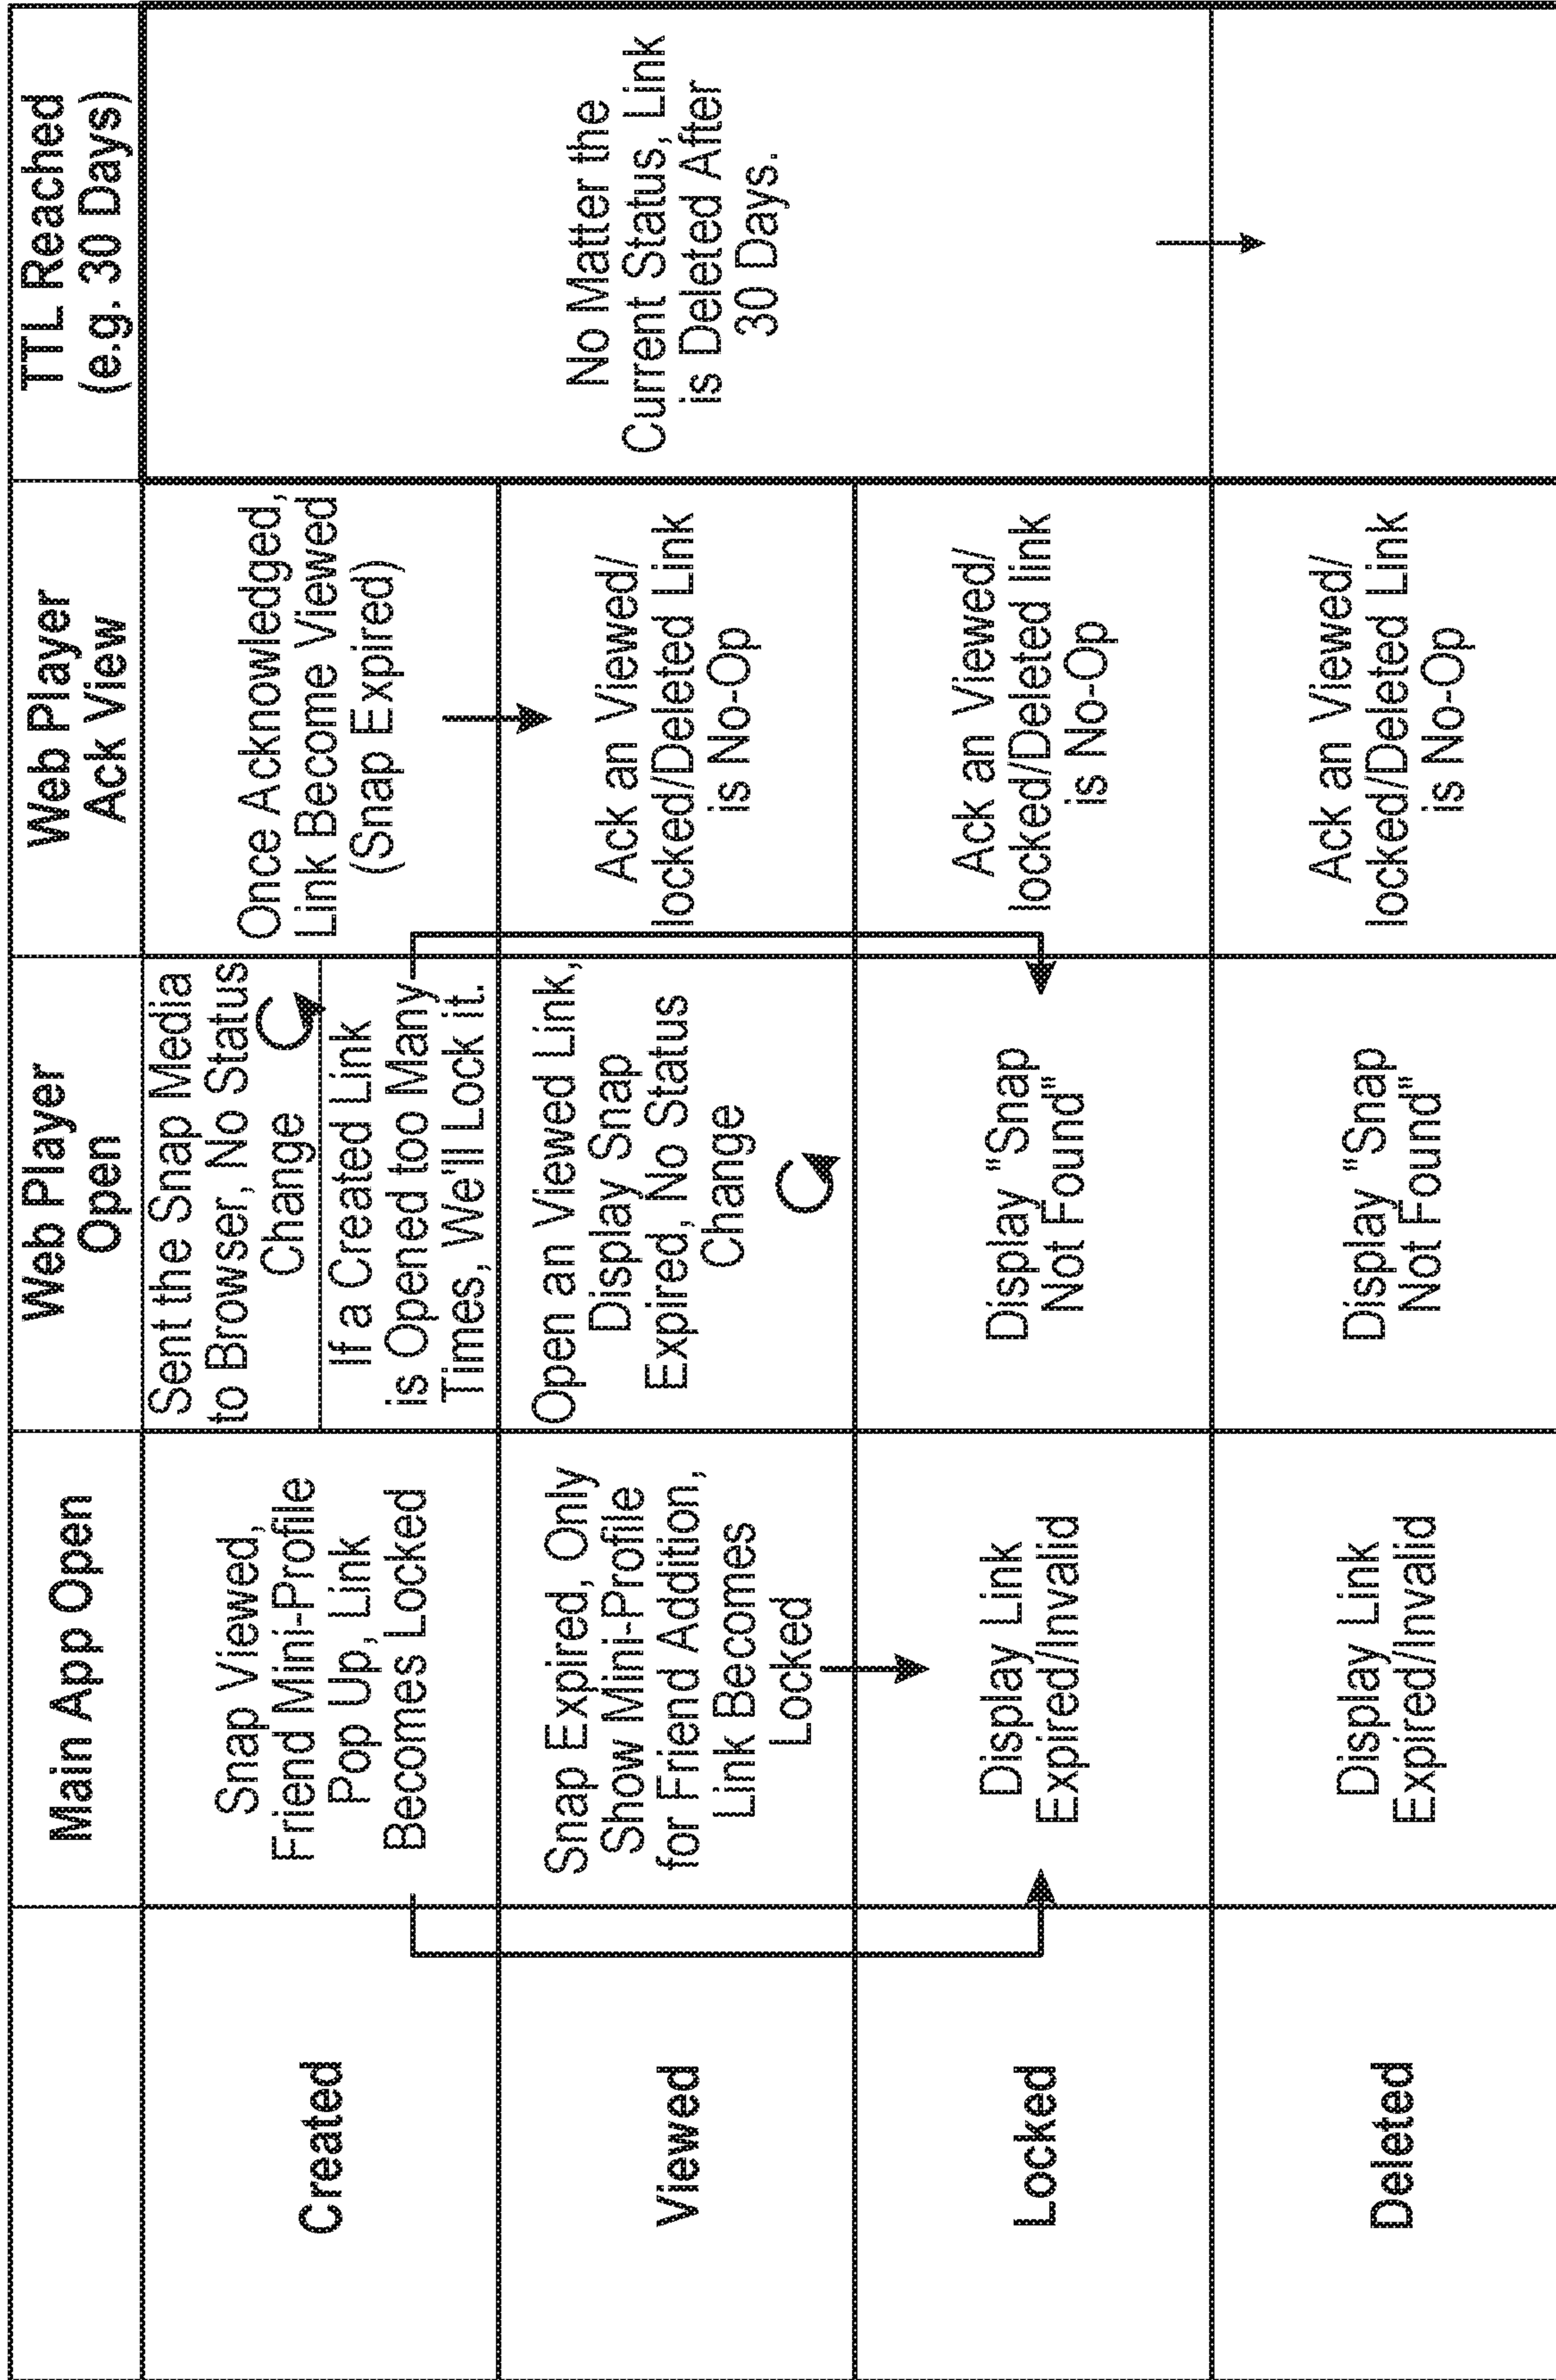 Main App Open
Web Player
Open
Web Player
Ack View
TTL Reached
(e.g. 30 Days)
Created
Snap Viewed,
Friend Mini-Profile
Pop Up, Link
Becomes Locked
Sent the Snap Media
to Browser, No Status
Change
If a Created Link
is Opened too Many
Times, We'll Lock it.
Once Acknowledged,
Link Become Viewed
(Snap Expired)
No Matter the
Current Status, Link
is Deleted After
30 Days.
Viewed
Snap Expired, Only
Show Mini-Profile
for Friend Addition,
Link Becomes
Locked
Open an Viewed Link,
Display Snap
Expired, No Status
Change
Ack an Viewed/
locked/Deleted Link
is No-Op
Locked
Display Link
Expired/Invalid
Display "Snap
Not Found"
Ack an Viewed/
locked/Deleted link
is No-Op
Deleted
Display Link
Expired/Invalid
Display "Snap
Not Found"
Ack an Viewed/
locked/Deleted Link
is No-Op